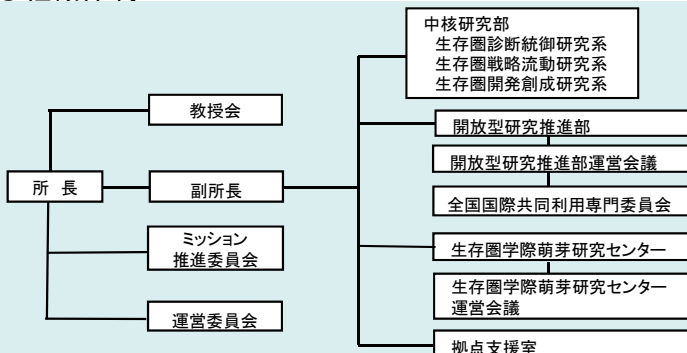 中核研究部
生存圏診断統御研究系
生存圏戦略流動研究系
生存圏開発創成研究系
教授会
開放型研究推進部
開放型研究推進部運営会議
所 長
副所長
全国国際共同利用専門委員会
ミッション
推進委員会
生存圏学際萌芽研究センター
生存圏学際萌芽研究センター
運営会議
運営委員会
拠点支援室